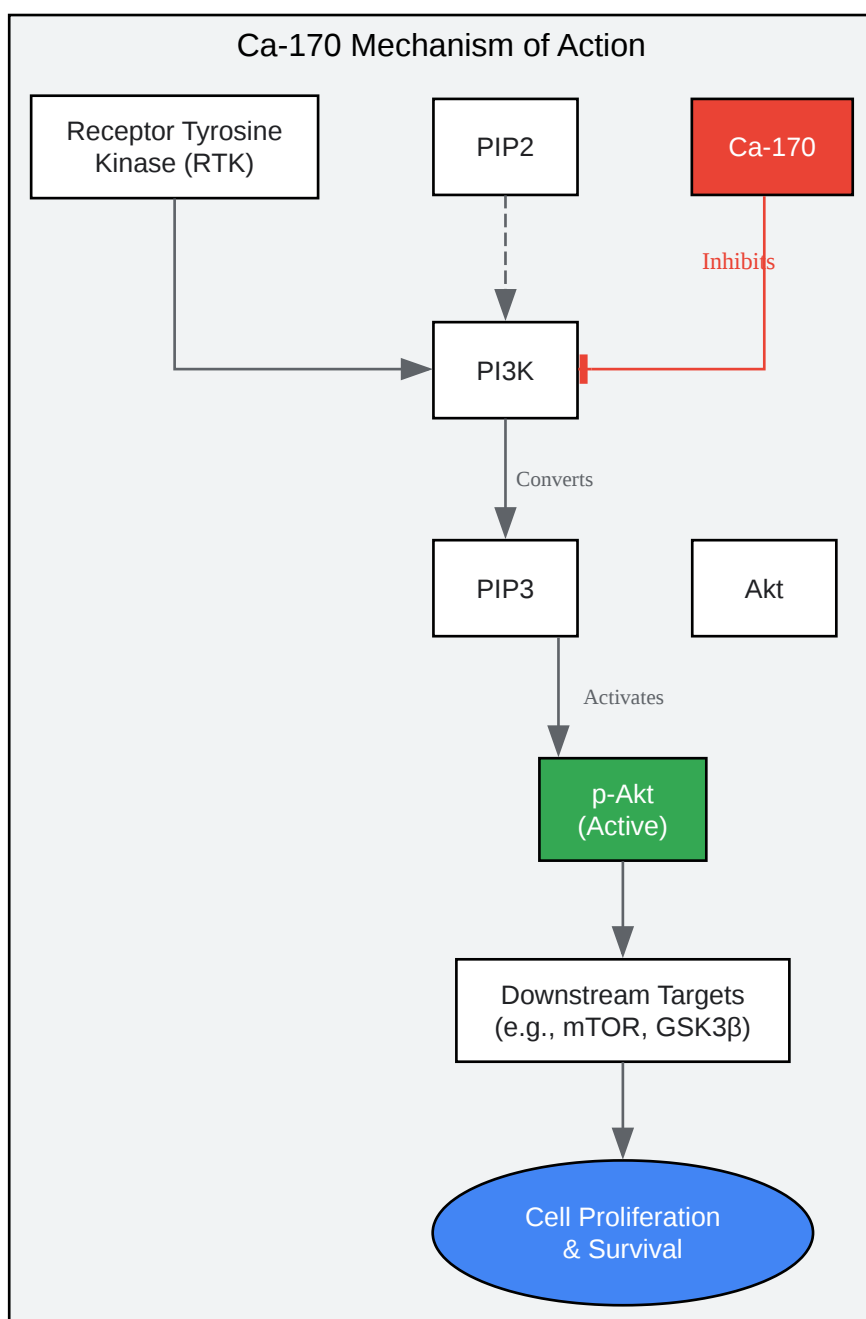 Ca-170 Mechanism of Action
Receptor Tyrosine
Kinase (RTK)
PIP2
Ca-170
Inhibits
PI3K
Converts
PIP3
Akt
Activates
p-Akt
(Active)
Downstream Targets
(e.g., mTOR, GSK3β)
Cell Proliferation
& Survival